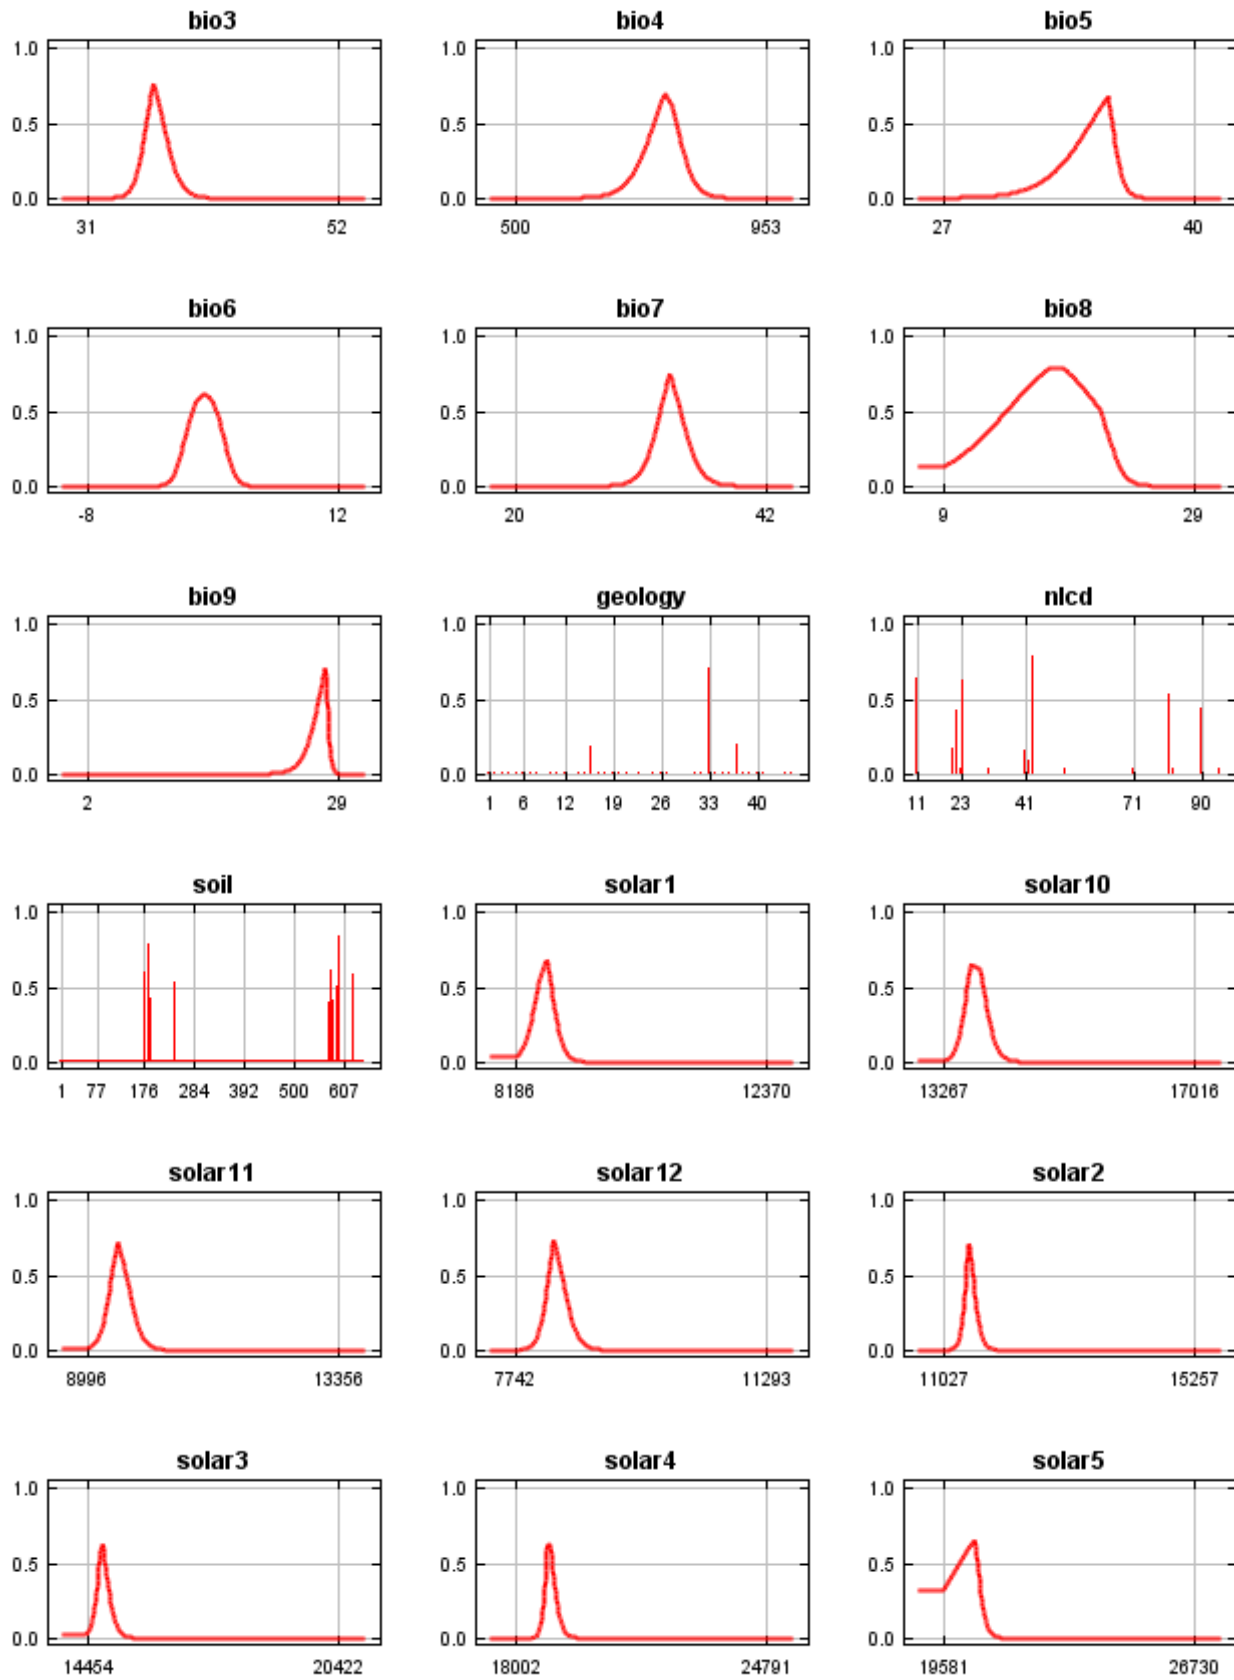 bio3 bio4 bio5
1.0 1.0 1.0
0.5 0.5 0.5
0.0 0.0 0.0
31 52 500 953 27 40
bio6 bio7 bio8
1.0 1.0 1.0
0.5 0.5 0.5
0.0 0.0 0.0
-8 12 20 42 9 29
bio9 geology nlcd
1.0 1.0 1.0
0.5 0.5 0.5
0.0 0.0 0.0
2 29 1 6 12 19 26 33 40 11 23 41 71 90
soil solar1 solar10
1.0 1.0 1.0
0.5 0.5 0.5
0.0 0.0 0.0
1 77 176 284 392 500 607 8186 12370 13267 17016
solar11 solar12 solar2
1.0 1.0 1.0
0.5 0.5 0.5
0.0 0.0 0.0
8996 13356 7742 11293 11027 15257
solar3 solar4 solar5
1.0 1.0 1.0
0.5 0.5 0.5
0.0 0.0 0.0
14454 20422 18002 24791 19581 26730